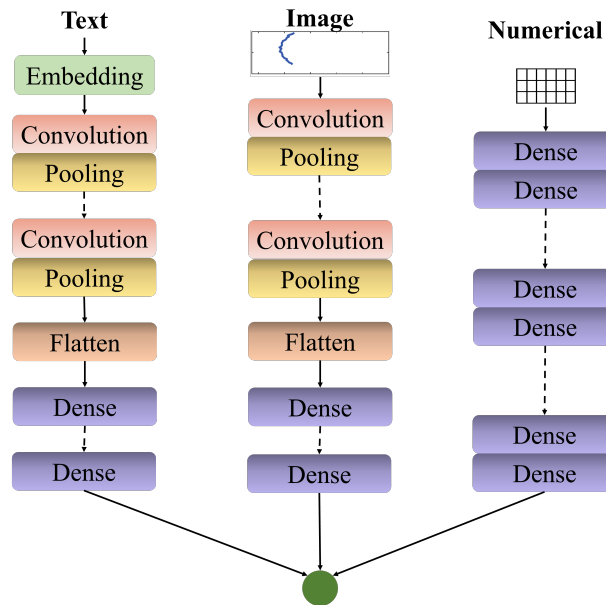 Text
Embedding
Convolution
Pooling
Convolution
Pooling
Flatten
Dense
Dense
Image
Convolution
Pooling
Convolution
Pooling
Flatten
Dense
Dense
Numerical
Dense
Dense
Dense
Dense
Dense
Dense